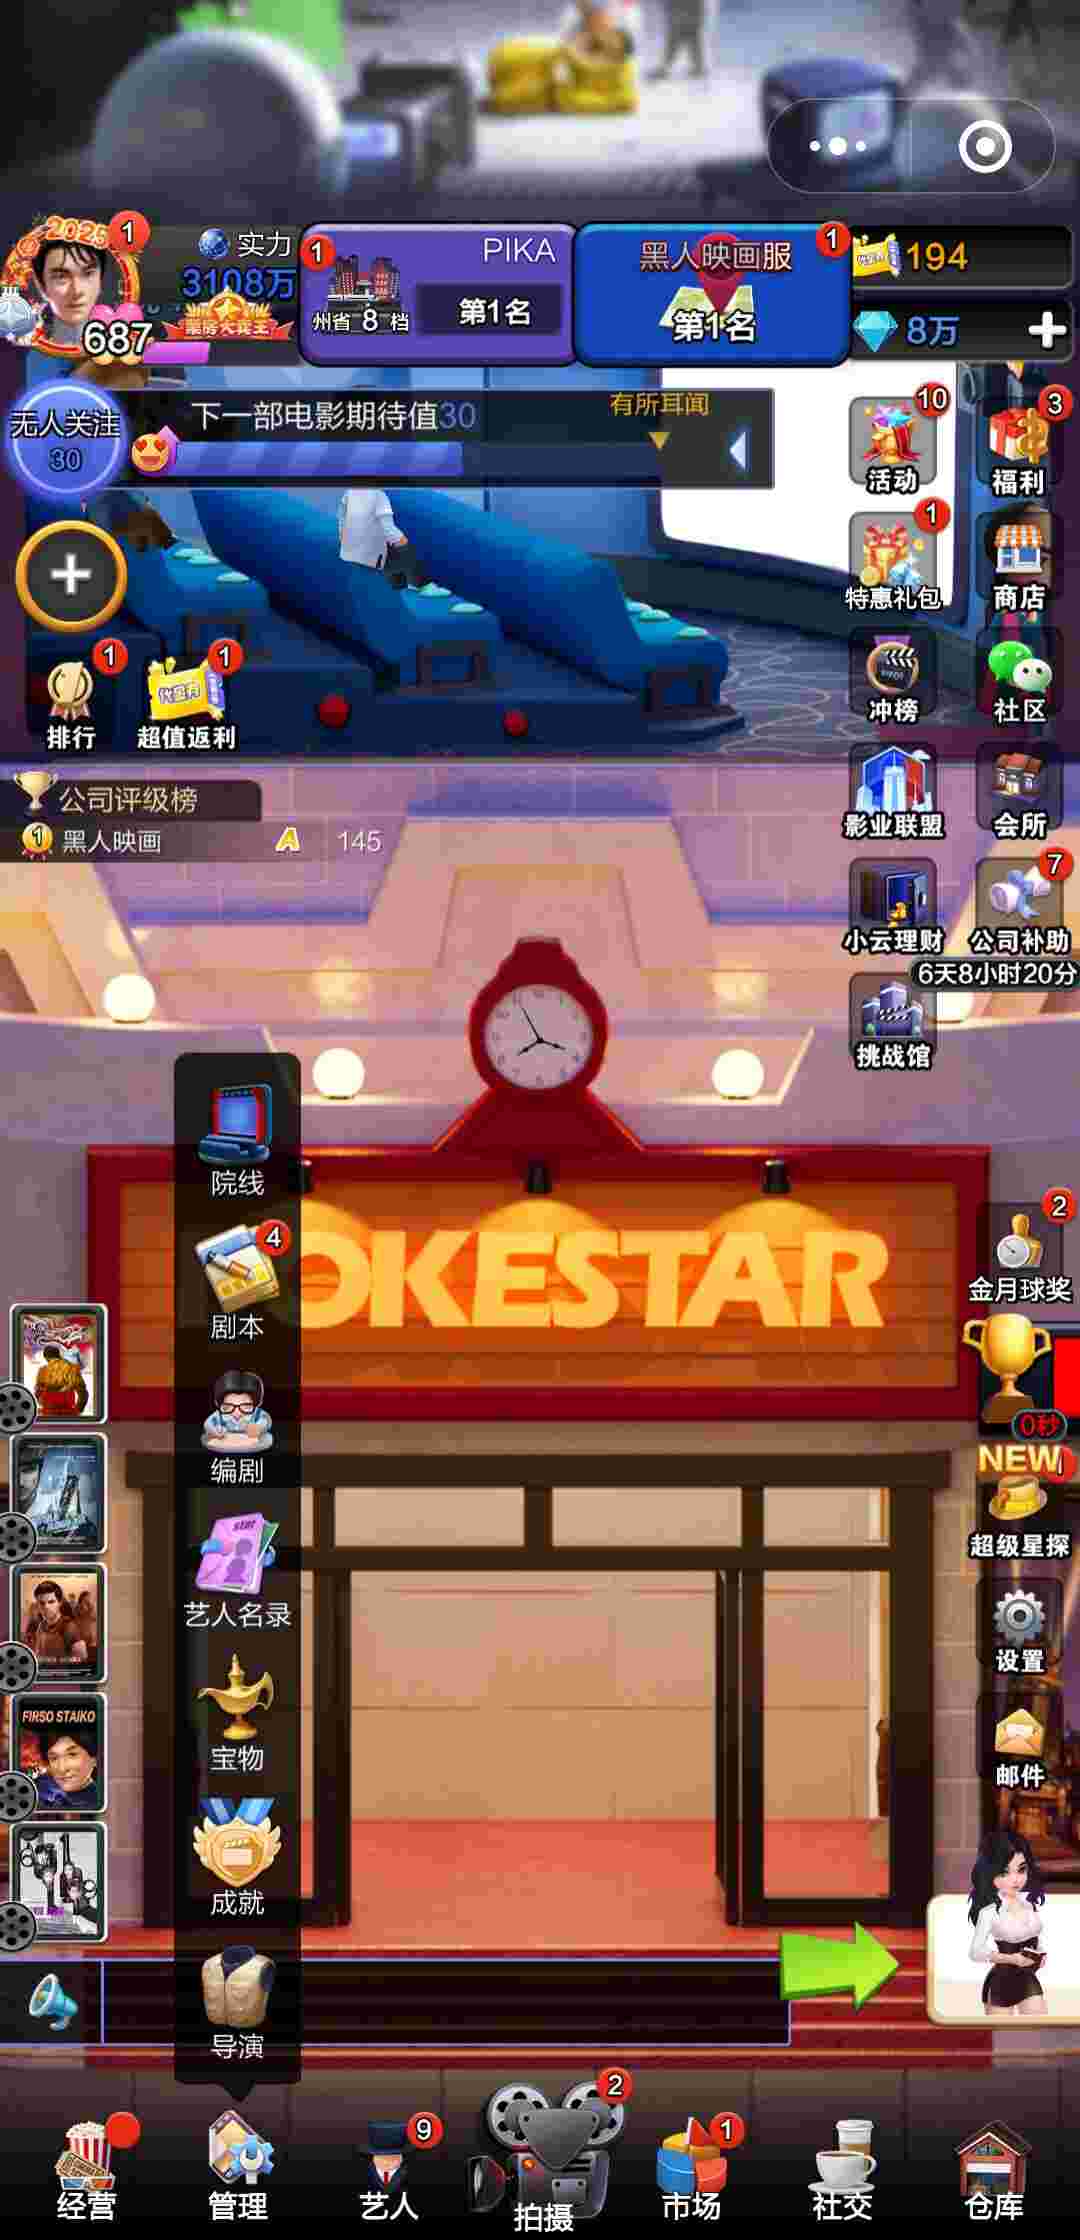 2025
1
实力
3108万
票房大赛主
687
1
PIKA
州省 8 档
第1名
1
黑人映画服
第1名
194
8万
无人关注
30
下一部电影期待值30
有所耳闻
10
活动
3
福利
1
特惠礼包
商店
冲榜
社区
影业联盟
会所
小云理财
7
公司补助
6天8小时20分
挑战馆
1
排行
1
超值返利
公司评级榜
1
黑人映画
A
145
院线
4
剧本
编剧
star
艺人名录
宝物
成就
导演
OKESTAR
2
金月球奖
0秒
NEW
超级星探
设置
邮件
FIRSO STAIKO
经营
管理
9
艺人
2
拍摄
1
市场
社交
仓库